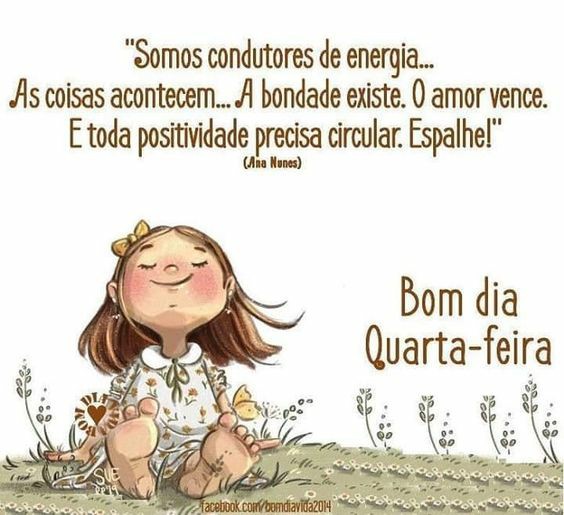 "Somos condutores de energia...
As coisas acontecem... A bondade existe. O amor vence.
E toda positividade precisa circular. Espalhe!"
(Ana Nunes)
Bom dia
Quarta-feira
facebook.com/bomdiavida2014